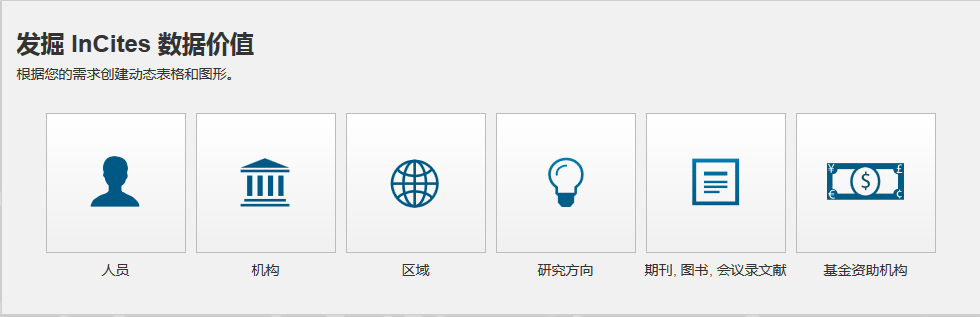 发掘 InCites 数据价值
根据您的需求创建动态表格和图形。
¥ £
$
€ ¢
人员 机构 区域 研究方向 期刊, 图书, 会议录文献 基金资助机构